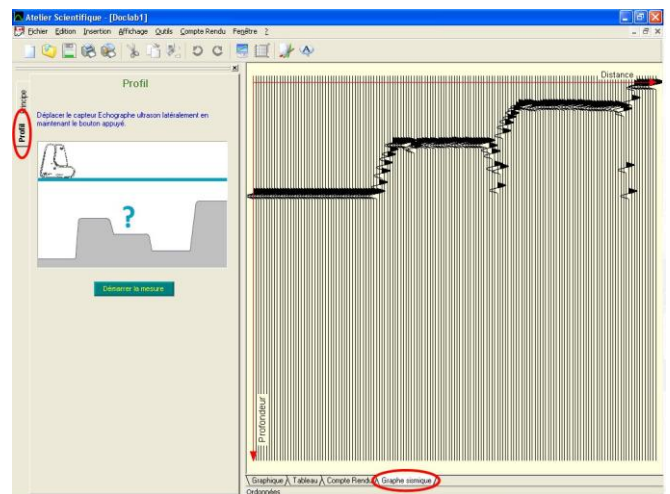 Atelier Scientifique - [Doclab1]
Fichier Edition Insertion Affichage Outils Compte Rendu Fenêtre ?
Principe
Profil
Profil
Déplacer le capteur Echographe ultrason latéralement en
maintenant le bouton appuyé.
?
Démarrer la mesure
Distance
Profondeur
Graphique Tableau Compte Rendu Graphe sismique
Ordonnées